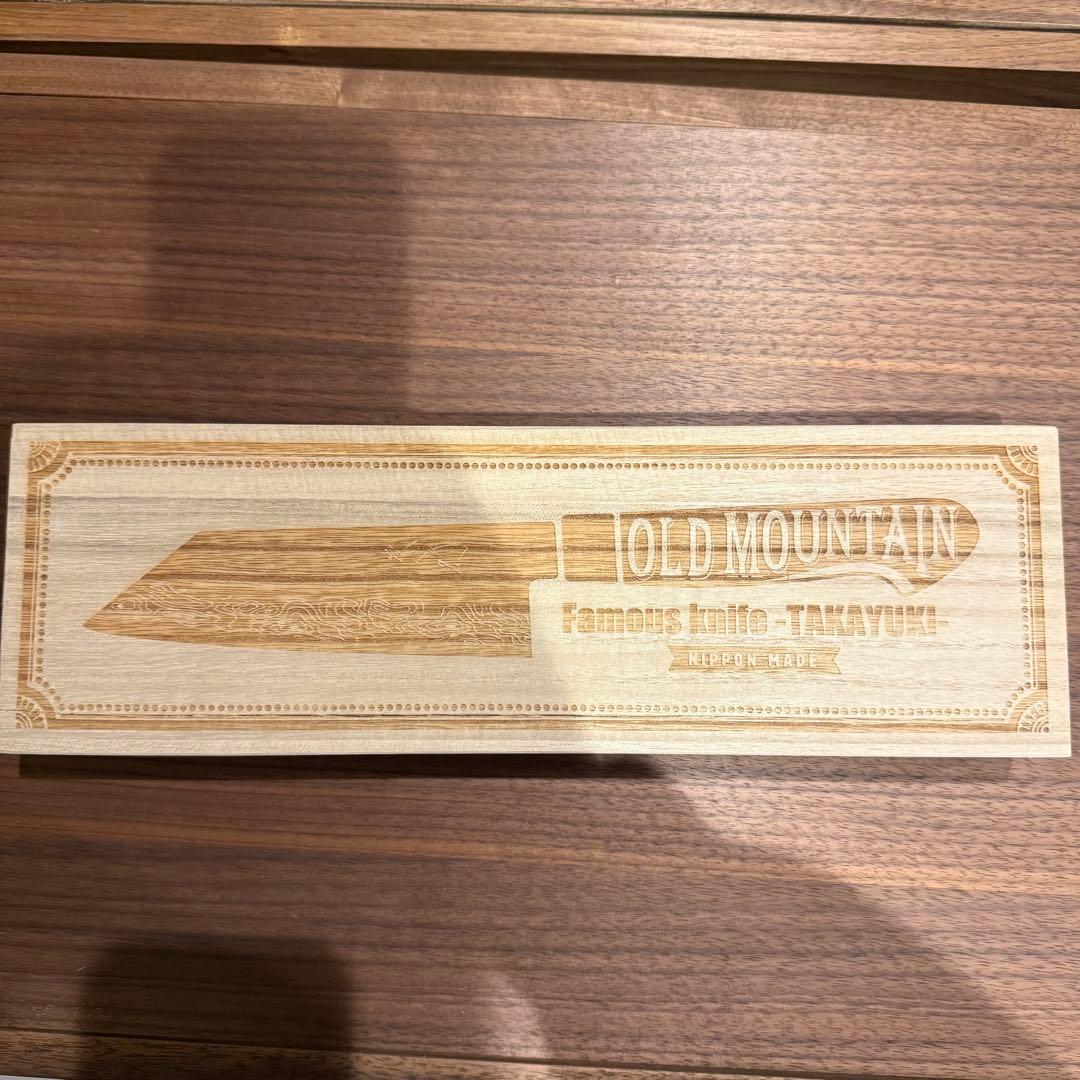 OLD MOUNTAIN
Famous knife -TAKAYUKI-
NIPPON MADE